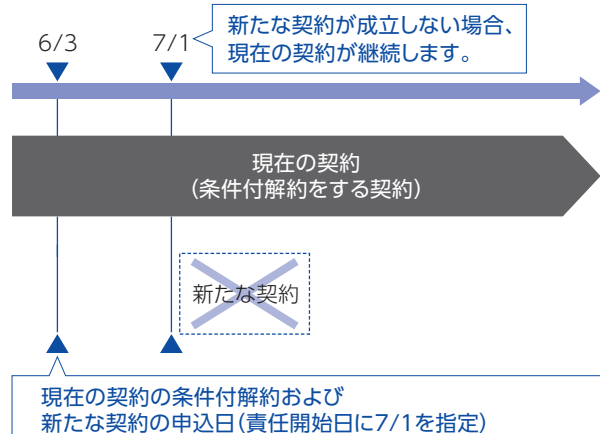 6/3
7/1
新たな契約が成立しない場合、
現在の契約が継続します。
現在の契約
(条件付解約をする契約)
新たな契約
現在の契約の条件付解約および
新たな契約の申込日(責任開始日に7/1を指定)